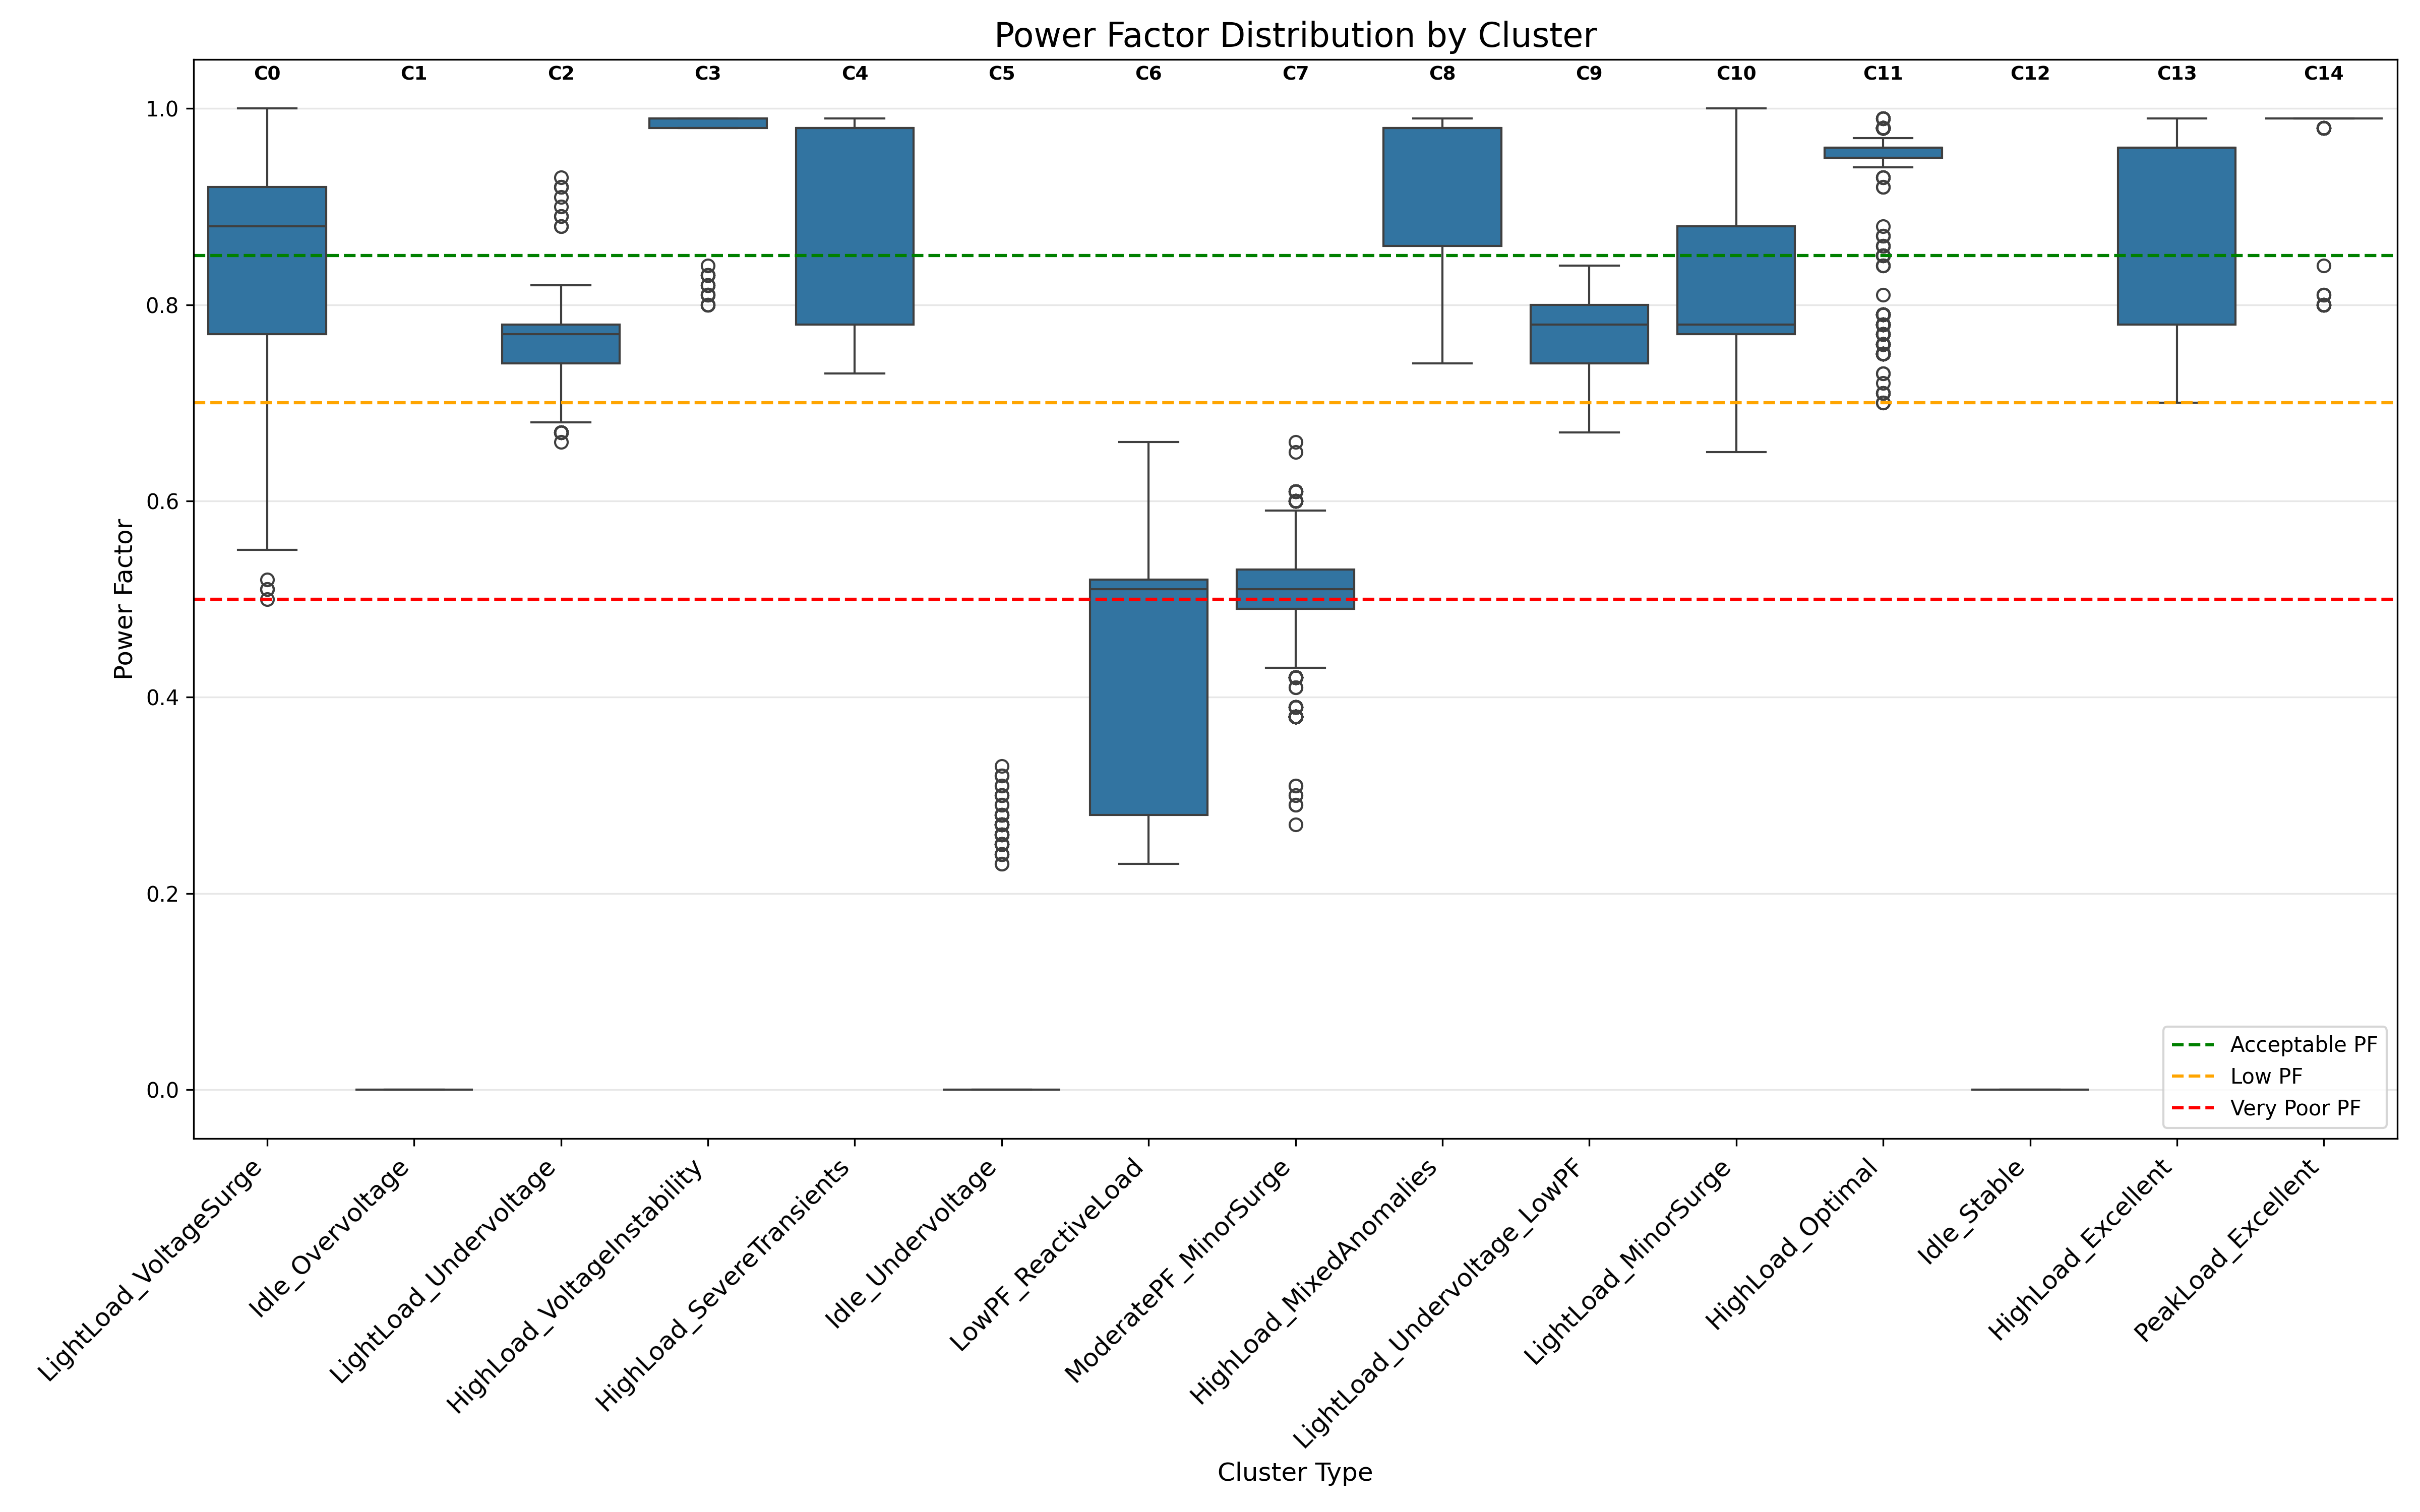 Power Factor Distribution by Cluster
C0 C1 C2 C3 C4 C5 C6 C7 C8 C9 C10 C11 C12 C13 C14
Power Factor
1.0
0.8
0.6
0.4
0.2
0.0
Acceptable PF
Low PF
Very Poor PF
LightLoad_VoltageSurge
Idle_Overvoltage
LightLoad_Undervoltage
HighLoad_VoltageInstability
HighLoad_SevereTransients
Idle_Undervoltage
LowPF_ReactiveLoad
ModeratePF_MinorSurge
HighLoad_MixedAnomalies
LightLoad_Undervoltage_LowPF
LightLoad_MinorSurge
HighLoad_Optimal
Idle_Stable
HighLoad_Excellent
PeakLoad_Excellent
Cluster Type